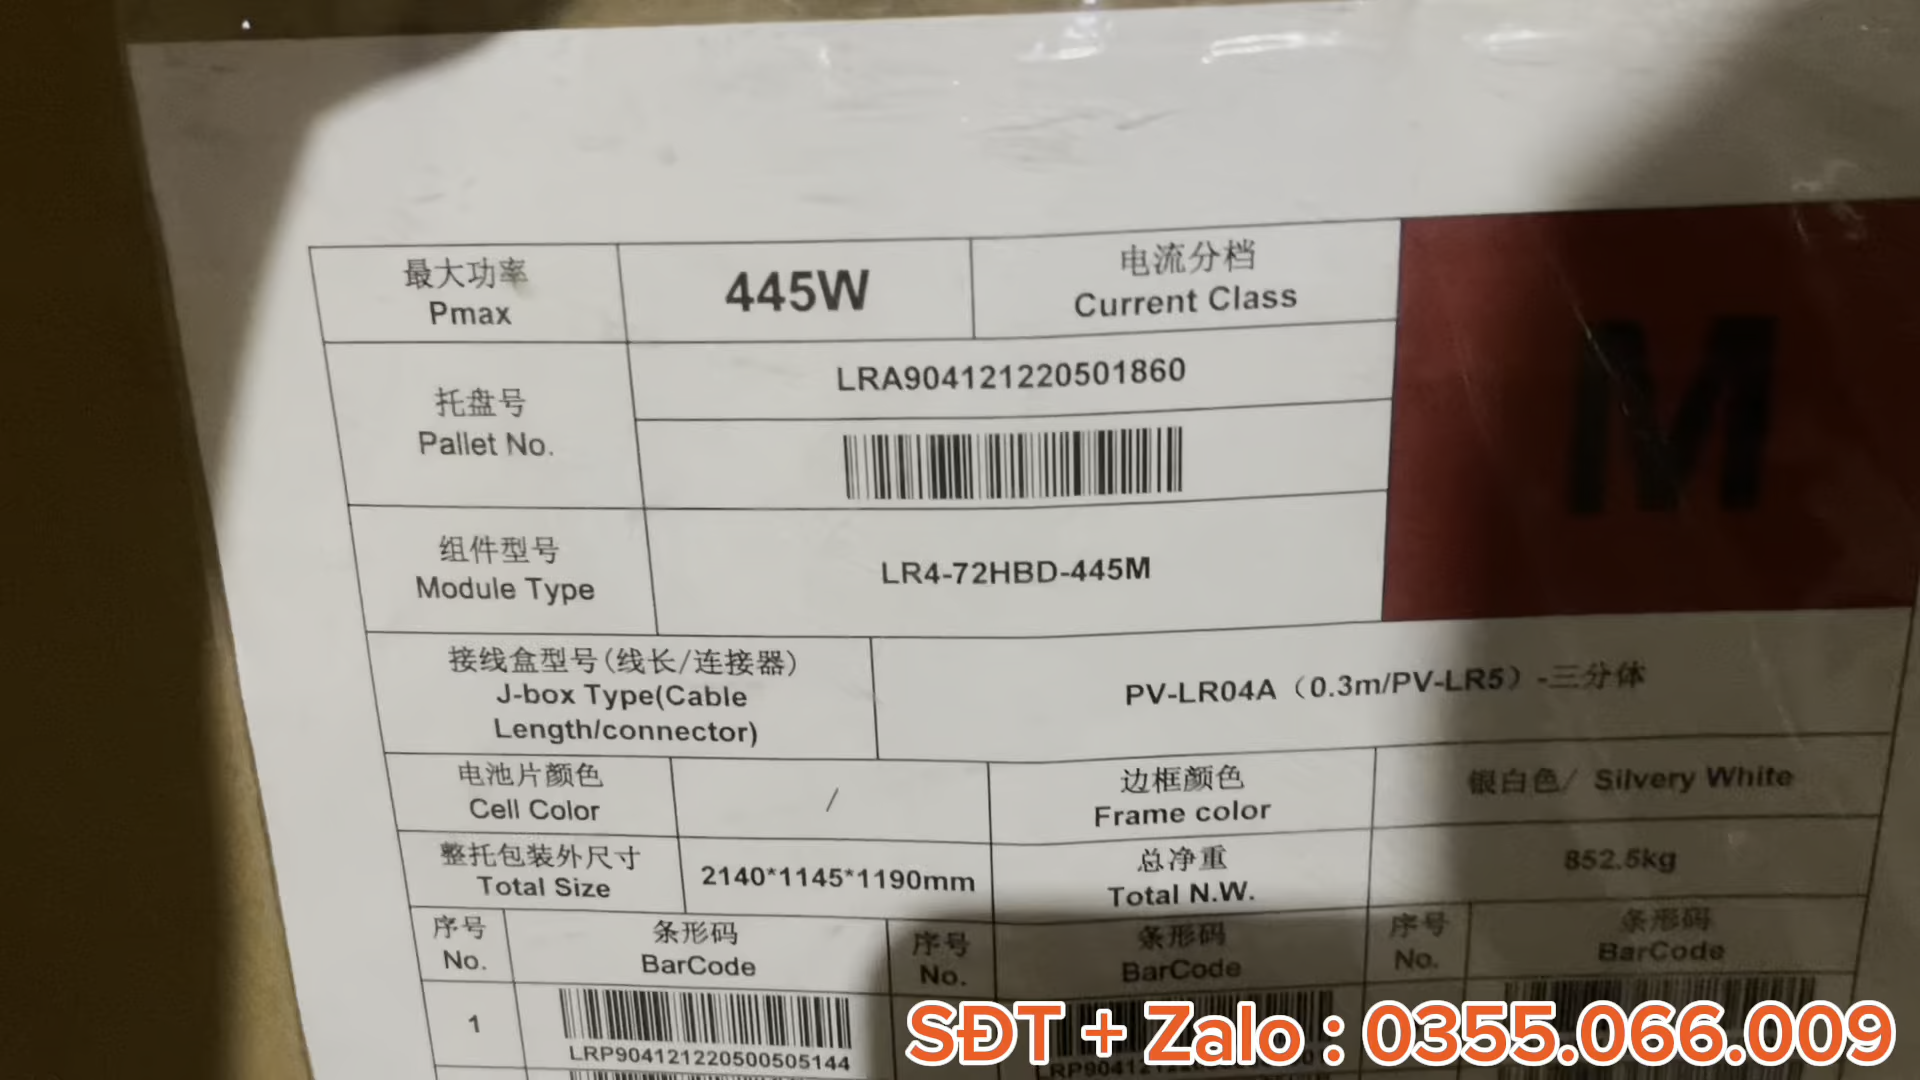 最大功率
Pmax
445W
电流分档
Current Class
M
托盘号
Pallet No.
LRA904121220501860
组件型号
Module Type
LR4-72HBD-445M
接线盒型号(线长/连接器)
J-box Type(Cable
Length/connector)
PV-LR04A（0.3m/PV-LR5）-三分体
电池片颜色
Cell Color
/
边框颜色
Frame color
银白色/ Silvery White
整托包装外尺寸
Total Size
2140*1145*1190mm
总净重
Total N.W.
852.5kg
序号
No.
条形码
BarCode
序号
No.
条形码
BarCode
序号
No.
条形码
BarCode
1
LRP904121220500505144
SĐT + Zalo : 0355.066.009